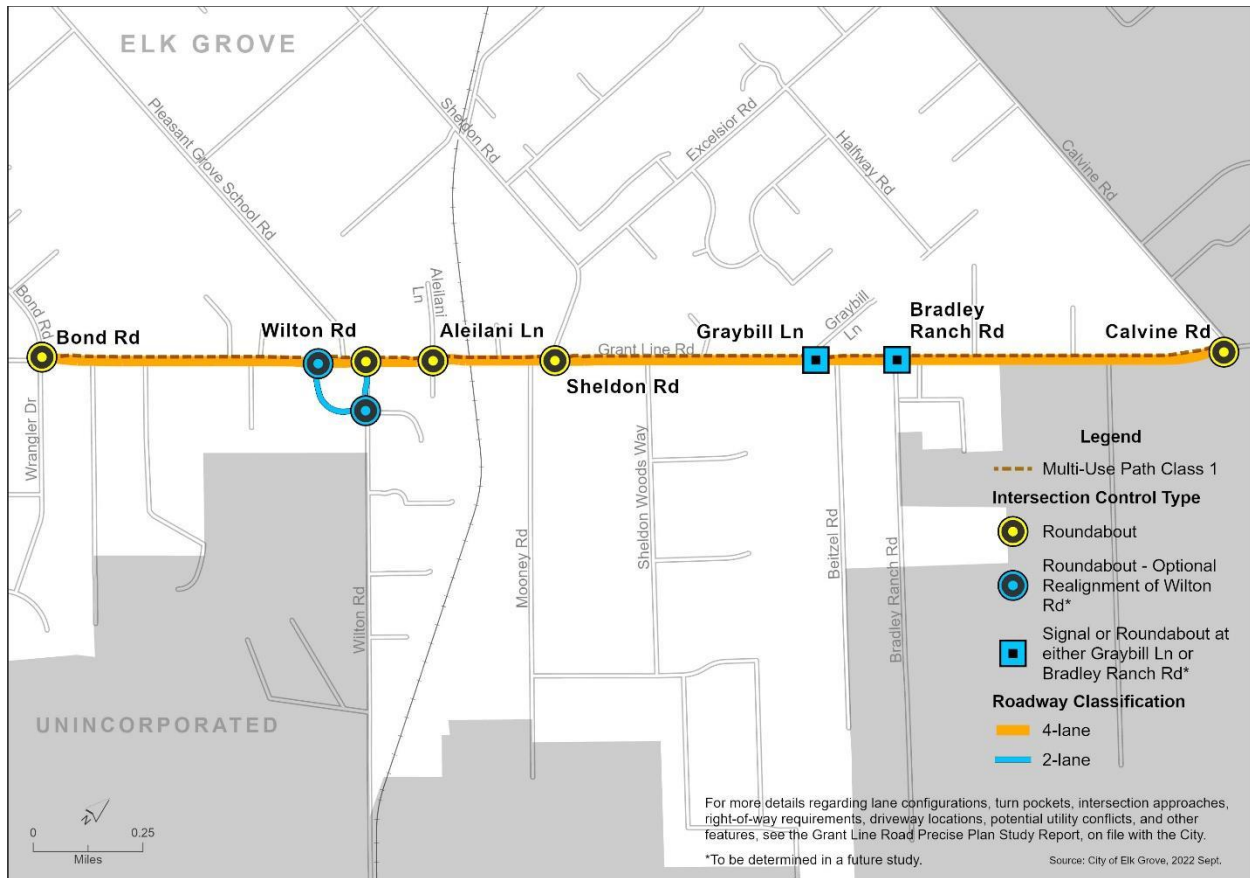 ELK GROVE
Pleasant Grove School Rd
Sheldon Rd
Excelsior Rd
Halfway Rd
Calvine Rd
Bond Rd
Aleilani
Ln
Graybill
Ln
Bond Rd
Wilton Rd
Aleilani Ln
Sheldon Rd
Grant Line Rd
Graybill Ln
Bradley
Ranch Rd
Calvine Rd
Wrangler Dr
Wilton Rd
Mooney Rd
Sheldon Woods Way
Beitzel Rd
Bradley Ranch Rd
UNINCORPORATED
Legend
Multi-Use Path Class 1
Intersection Control Type
Roundabout
Roundabout - Optional
Realignment of Wilton
Rd*
Signal or Roundabout at
either Graybill Ln or
Bradley Ranch Rd*
Roadway Classification
4-lane
2-lane
N
0 0.25
Miles
For more details regarding lane configurations, turn pockets, intersection approaches,
right-of-way requirements, driveway locations, potential utility conflicts, and other
features, see the Grant Line Road Precise Plan Study Report, on file with the City.
*To be determined in a future study.
Source: City of Elk Grove, 2022 Sept.